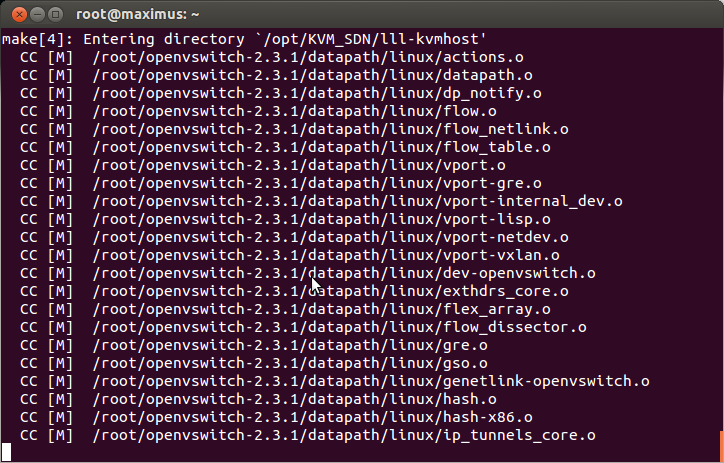 root@maximus: ~
make[4]: Entering directory `/opt/KVM_SDN/lll-kvmhost'
CC [M]  /root/openvswitch-2.3.1/datapath/linux/actions.o
CC [M]  /root/openvswitch-2.3.1/datapath/linux/datapath.o
CC [M]  /root/openvswitch-2.3.1/datapath/linux/dp_notify.o
CC [M]  /root/openvswitch-2.3.1/datapath/linux/flow.o
CC [M]  /root/openvswitch-2.3.1/datapath/linux/flow_netlink.o
CC [M]  /root/openvswitch-2.3.1/datapath/linux/flow_table.o
CC [M]  /root/openvswitch-2.3.1/datapath/linux/vport.o
CC [M]  /root/openvswitch-2.3.1/datapath/linux/vport-gre.o
CC [M]  /root/openvswitch-2.3.1/datapath/linux/vport-internal_dev.o
CC [M]  /root/openvswitch-2.3.1/datapath/linux/vport-lisp.o
CC [M]  /root/openvswitch-2.3.1/datapath/linux/vport-netdev.o
CC [M]  /root/openvswitch-2.3.1/datapath/linux/vport-vxlan.o
CC [M]  /root/openvswitch-2.3.1/datapath/linux/dev-openvswitch.o
CC [M]  /root/openvswitch-2.3.1/datapath/linux/exthdrs_core.o
CC [M]  /root/openvswitch-2.3.1/datapath/linux/flex_array.o
CC [M]  /root/openvswitch-2.3.1/datapath/linux/flow_dissector.o
CC [M]  /root/openvswitch-2.3.1/datapath/linux/gre.o
CC [M]  /root/openvswitch-2.3.1/datapath/linux/gso.o
CC [M]  /root/openvswitch-2.3.1/datapath/linux/genetlink-openvswitch.o
CC [M]  /root/openvswitch-2.3.1/datapath/linux/hash.o
CC [M]  /root/openvswitch-2.3.1/datapath/linux/hash-x86.o
CC [M]  /root/openvswitch-2.3.1/datapath/linux/ip_tunnels_core.o